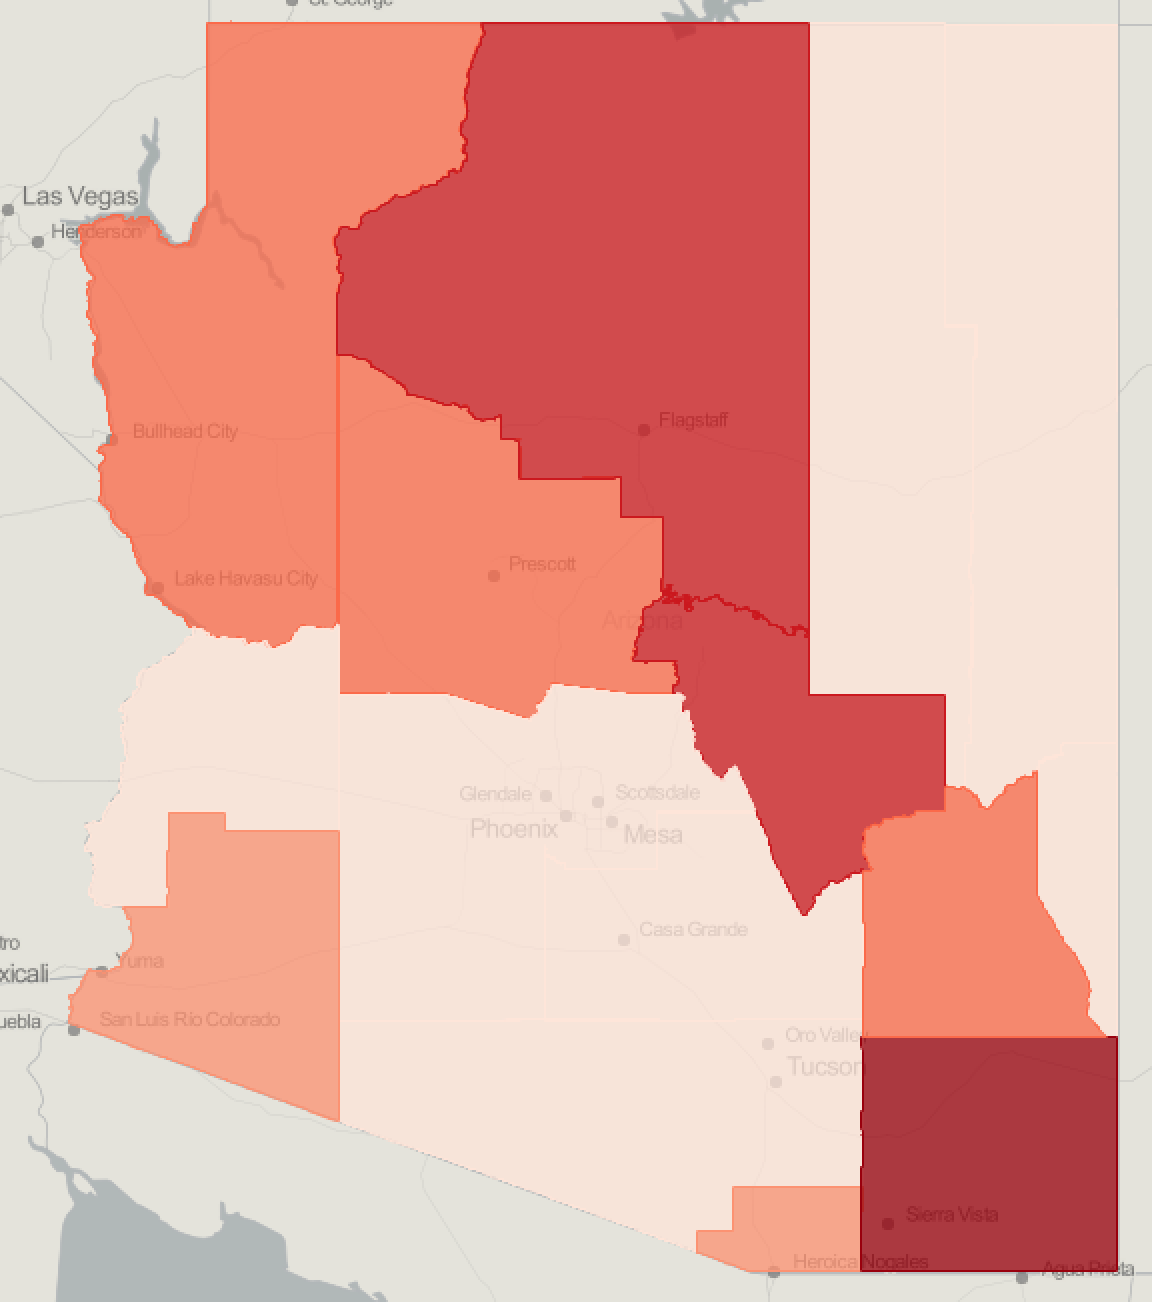 St. George
Las Vegas
Henderson
Flagstaff
Bullhead City
Prescott
Lake Havasu City
Arizona
Glendale
Scottsdale
Phoenix
Mesa
Casa Grande
tro
Yuma
xicali
San Luis Río Colorado
uebla
Oro Valley
Tucson
Sierra Vista
Heroica Nogales
Agua Prieta